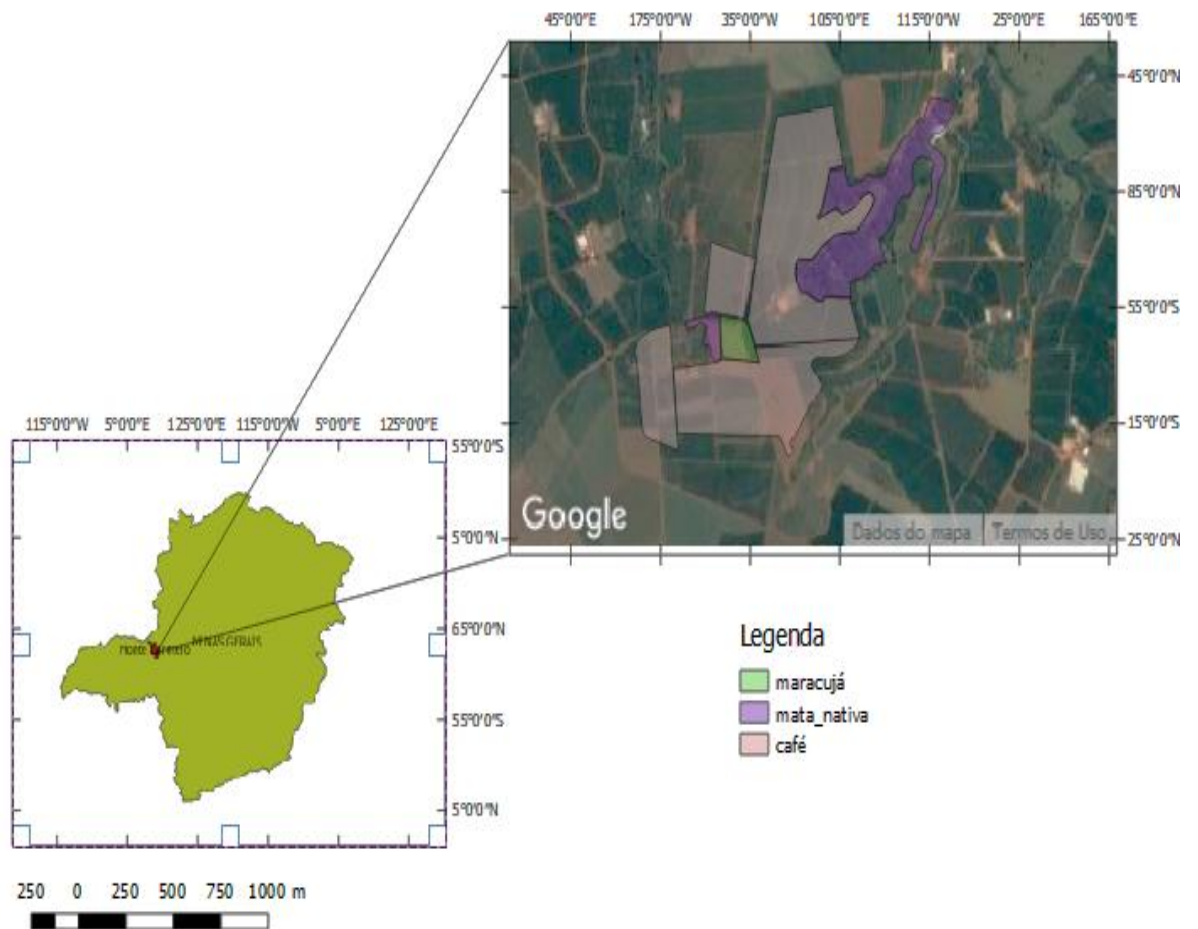 45°0'0"E 175°0'0"W 35°0'0"W 105°0'0"E 115°0'0"W 25°0'0"E 165°0'0"E
45°0'0"N
85°0'0"N
55°0'0"S
15°0'0"S
25°0'0"N
Google
Dados do mapa
Termos de Uso
115°0'0"W 5°0'0"E 125°0'0"E 115°0'0"W 5°0'0"E 125°0'0"E
55°0'0"S
5°0'0"N
65°0'0"N
55°0'0"S
5°0'0"N
MINAS GERAIS
Legenda
maracujá
mata_nativa
café
250 0 250 500 750 1000 m